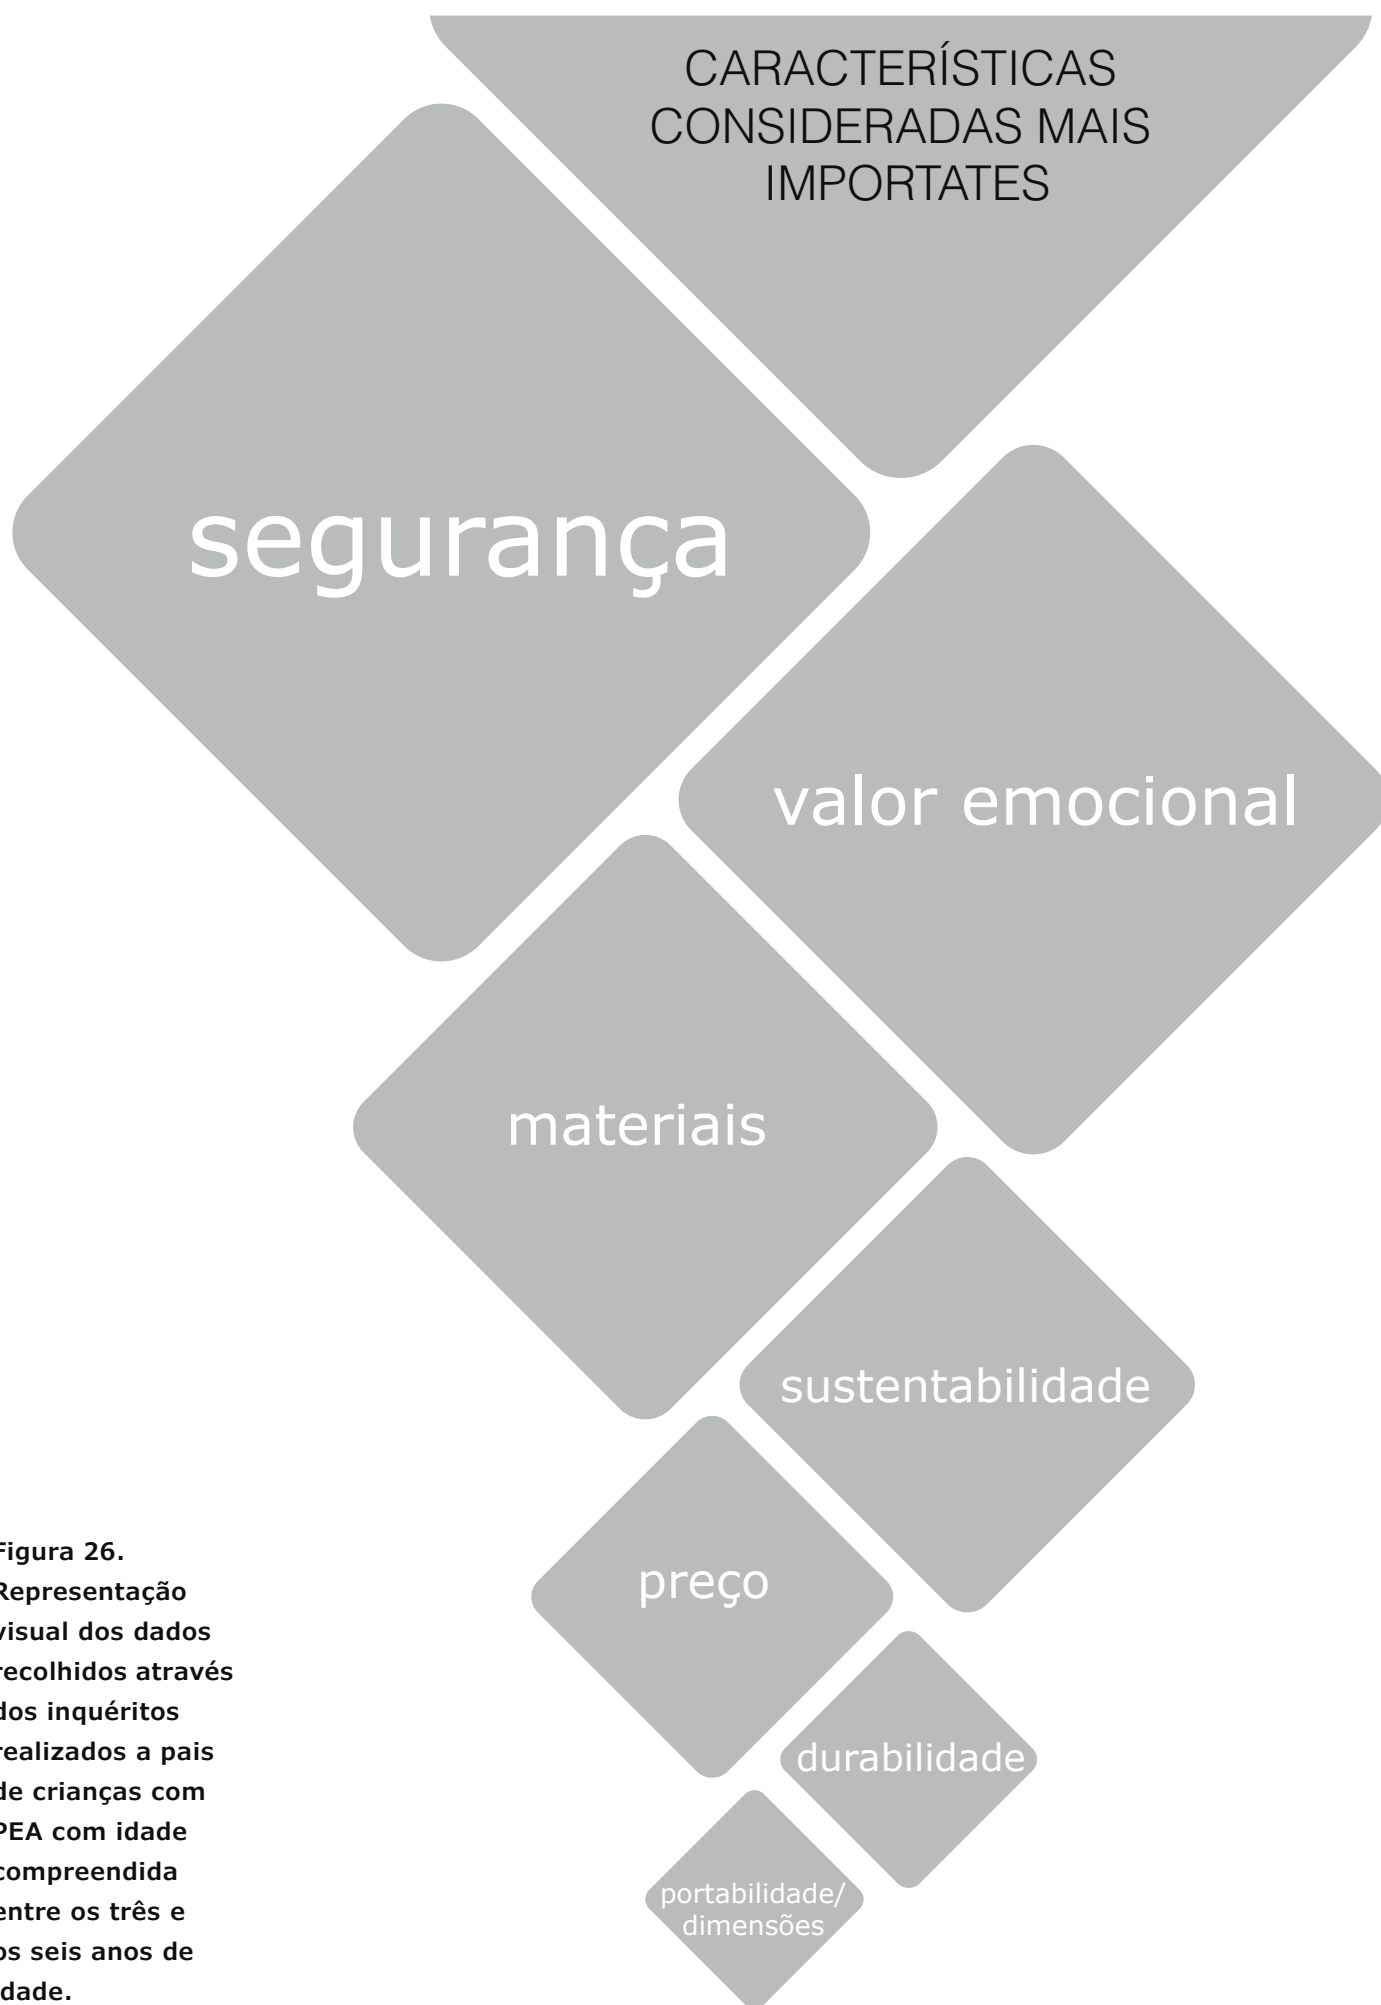 CARACTERÍSTICAS
CONSIDERADAS MAIS
IMPORTATES
segurança
valor emocional
materiais
sustentabilidade
preço
durabilidade
portabilidade/
dimensões
Figura 26.
Representação
visual dos dados
recolhidos através
dos inquéritos
realizados a pais
de crianças com
PEA com idade
compreendida
entre os três e
os seis anos de
idade.